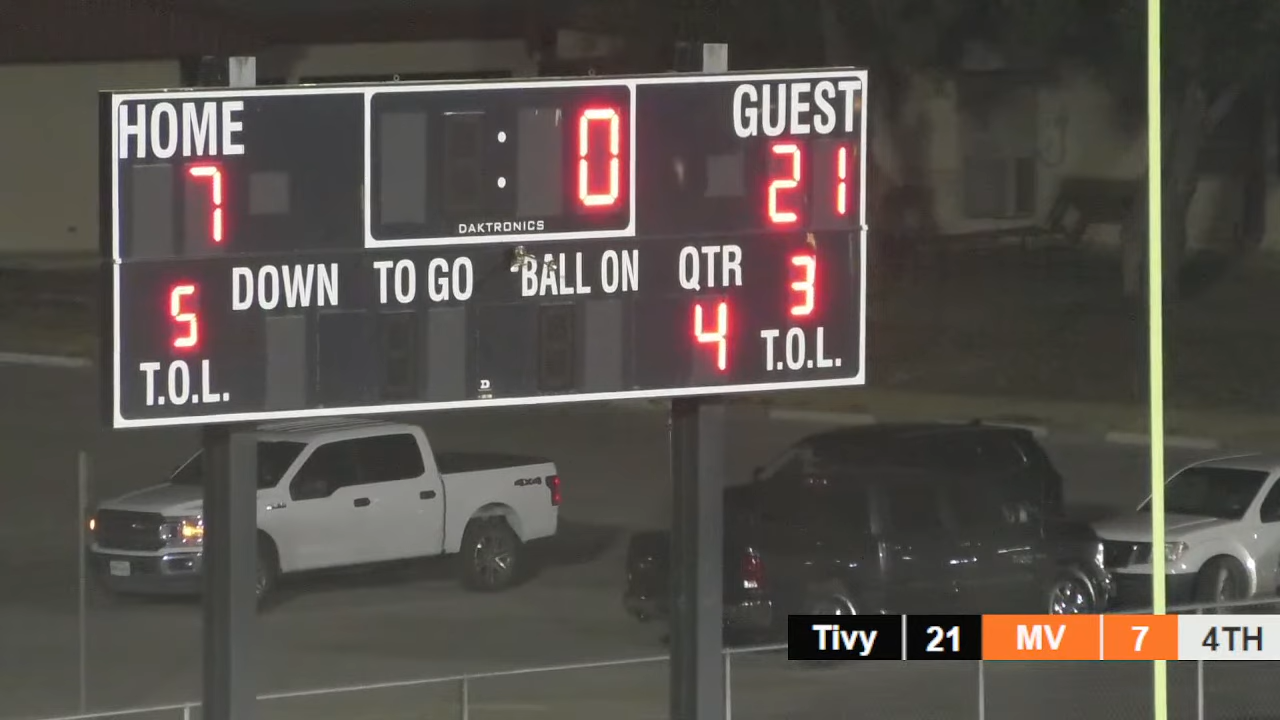 HOME
: 0
GUEST
7
21
DAKTRONICS
DOWN TO GO BALL ON QTR
5
4
3
T.O.L.
T.O.L.
D
4X4
Tivy 21 MV 7 4TH